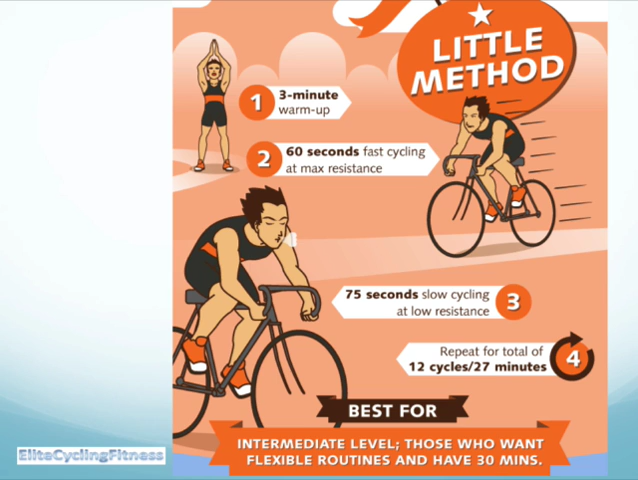 LITTLE
METHOD
1 3-minute
warm-up
2 60 seconds fast cycling
at max resistance
75 seconds slow cycling 3
at low resistance
Repeat for total of 4
12 cycles/27 minutes
BEST FOR
INTERMEDIATE LEVEL; THOSE WHO WANT
FLEXIBLE ROUTINES AND HAVE 30 MINS.
EliteCyclingFitness